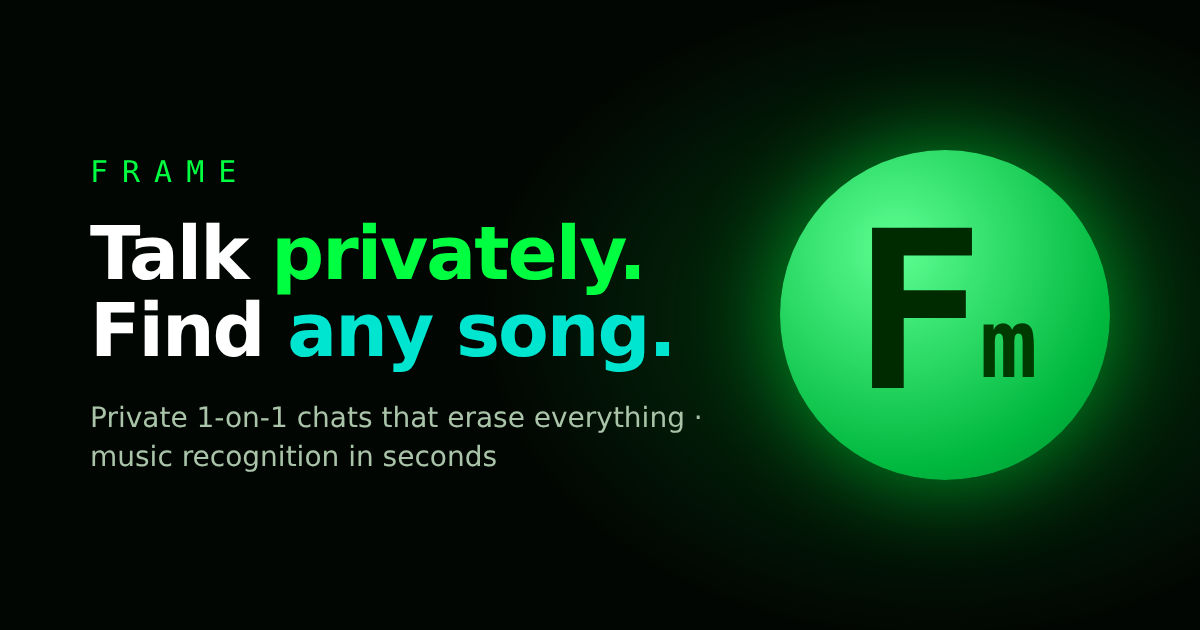 FRAME
Talk privately.
Find any song.
Private 1-on-1 chats that erase everything ·
music recognition in seconds
Fm